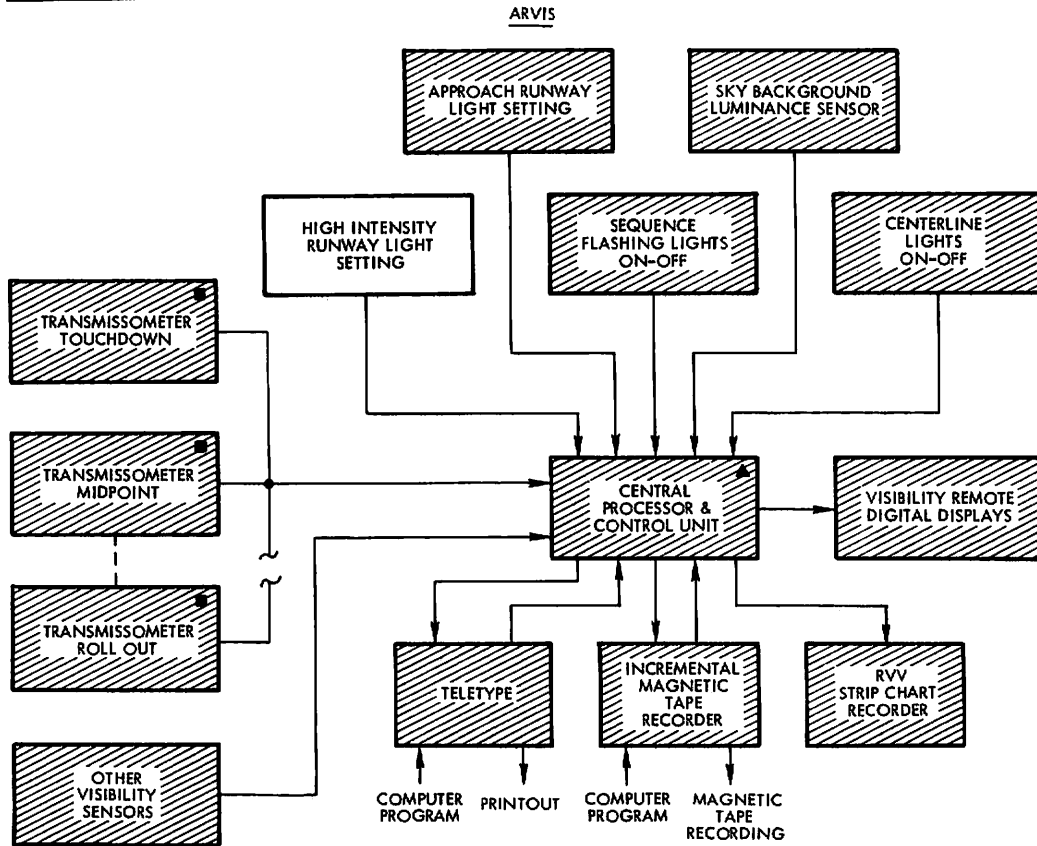 ARVIS
APPROACH RUNWAY
LIGHT SETTING
SKY BACKGROUND
LUMINANCE SENSOR
HIGH INTENSITY
RUNWAY LIGHT
SETTING
SEQUENCE
FLASHING LIGHTS
ON-OFF
CENTERLINE
LIGHTS
ON-OFF
TRANSMISSOMETER
TOUCHDOWN
TRANSMISSOMETER
MIDPOINT
CENTRAL
PROCESSOR &
CONTROL UNIT
VISIBILITY REMOTE
DIGITAL DISPLAYS
TRANSMISSOMETER
ROLL OUT
TELETYPE
INCREMENTAL
MAGNETIC
TAPE
RECORDER
RVV
STRIP CHART
RECORDER
OTHER
VISIBILITY
SENSORS
COMPUTER
PROGRAM
PRINTOUT
COMPUTER
PROGRAM
MAGNETIC
TAPE
RECORDING